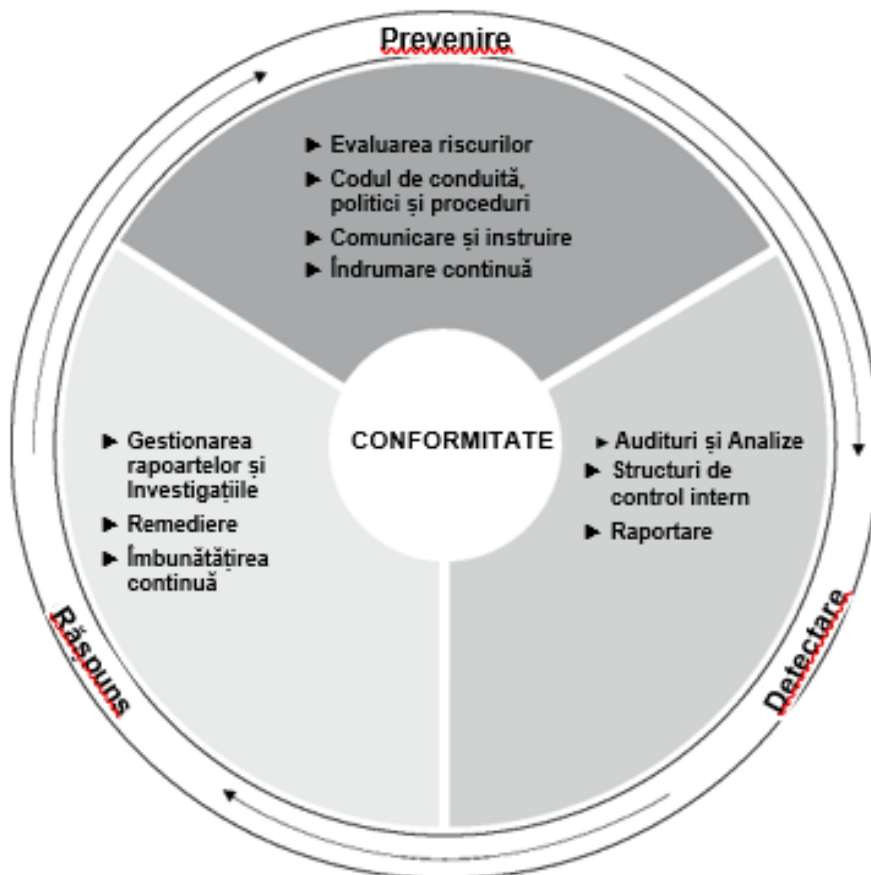 Prevenire
► Evaluarea riscurilor
► Codul de conduită,
politici și proceduri
► Comunicare și instruire
► Îndrumare continuă
CONFORMITATE
► Audituri și Analize
► Structuri de
control intern
► Raportare
Detectare
► Gestionarea
rapoartelor și
Investigațiile
► Remediere
► Îmbunătățirea
continuă
Răspuns